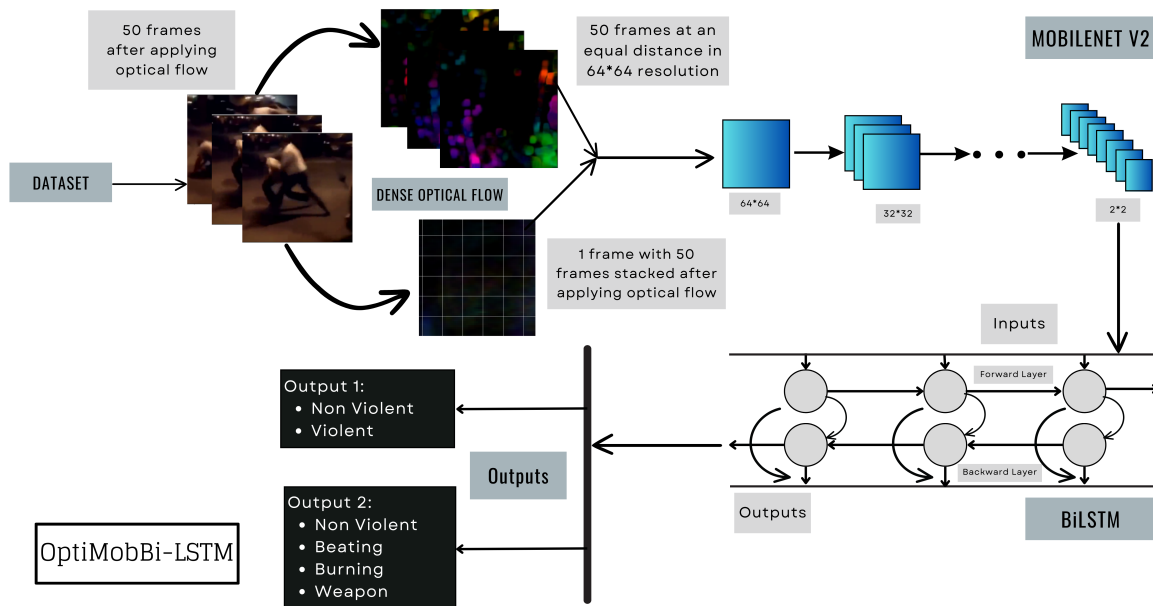 50 frames
after applying
optical flow
50 frames at an
equal distance in
64*64 resolution
MOBILENET V2
DATASET
DENSE OPTICAL FLOW
64*64
32*32
2*2
1 frame with 50
frames stacked after
applying optical flow
Inputs
Forward Layer
Backward Layer
Outputs
BiLSTM
Outputs
Output 1:
• Non Violent
• Violent
Output 2:
• Non Violent
• Beating
• Burning
• Weapon
OptiMobBi-LSTM